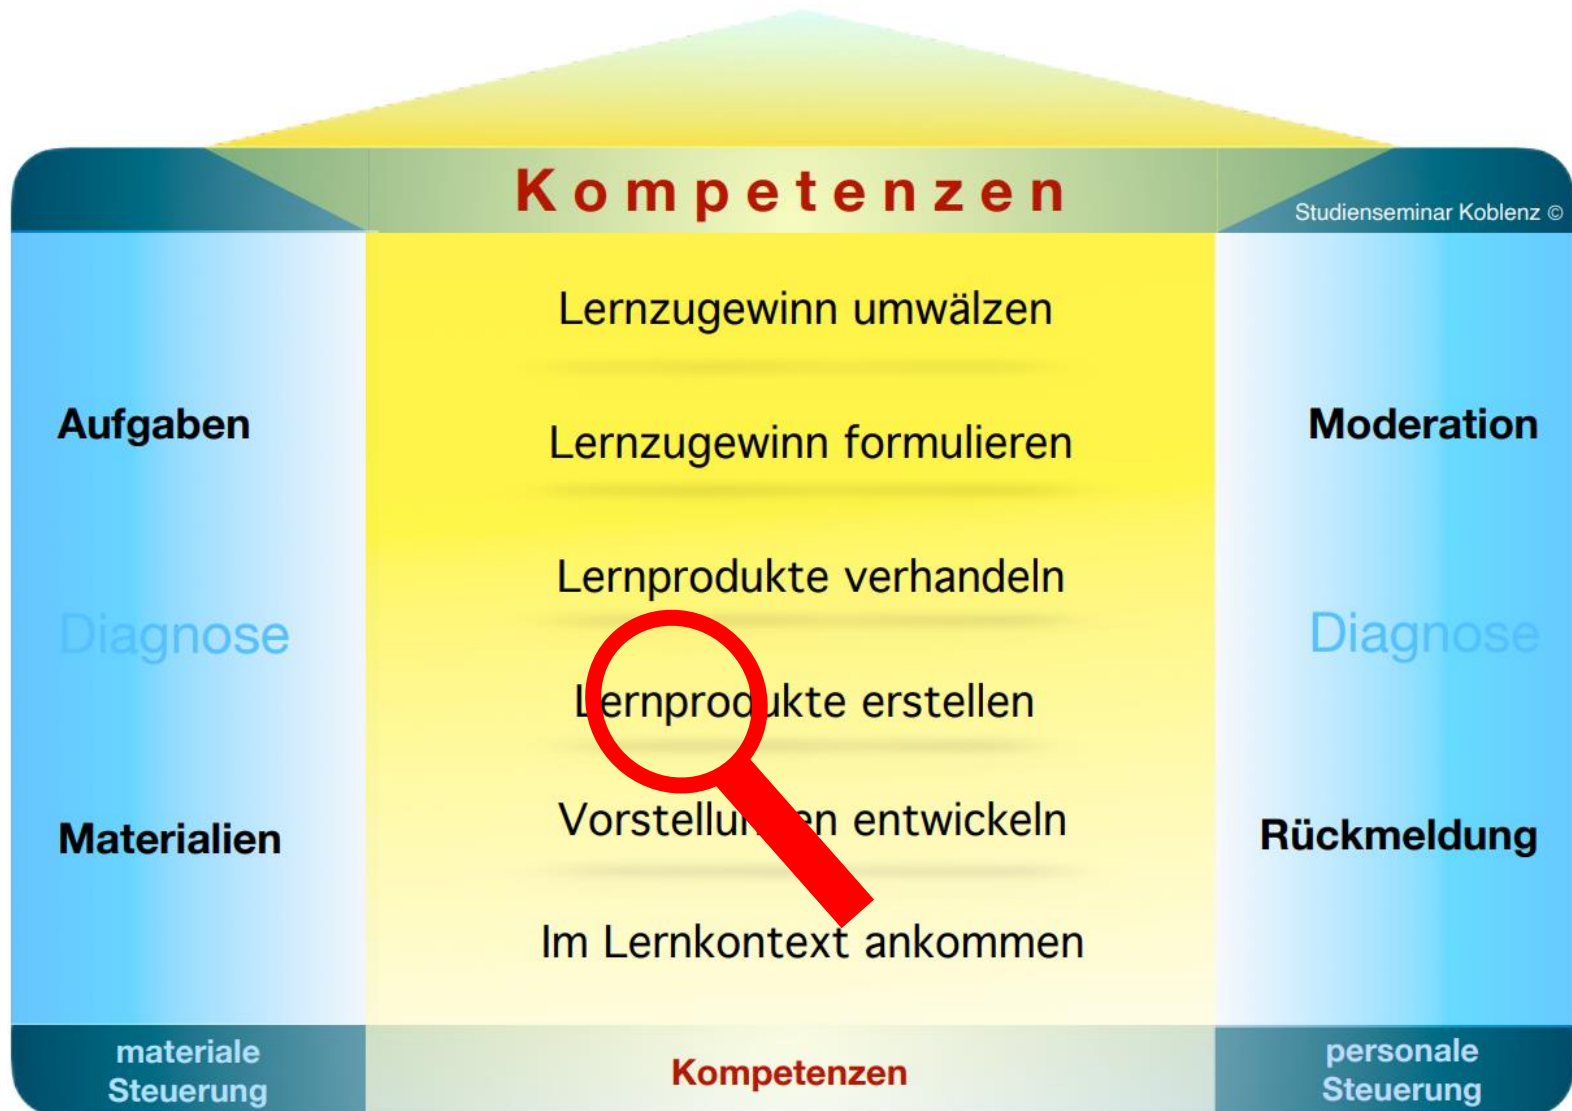 Kompetenzen
Studienseminar Koblenz ©
Lernzugewinn umwälzen
Aufgaben
Lernzugewinn formulieren
Moderation
Lernprodukte verhandeln
Diagnose
Diagnose
Lernprodukte erstellen
Materialien
Vorstellungen entwickeln
Rückmeldung
Im Lernkontext ankommen
materiale
Steuerung
Kompetenzen
personale
Steuerung